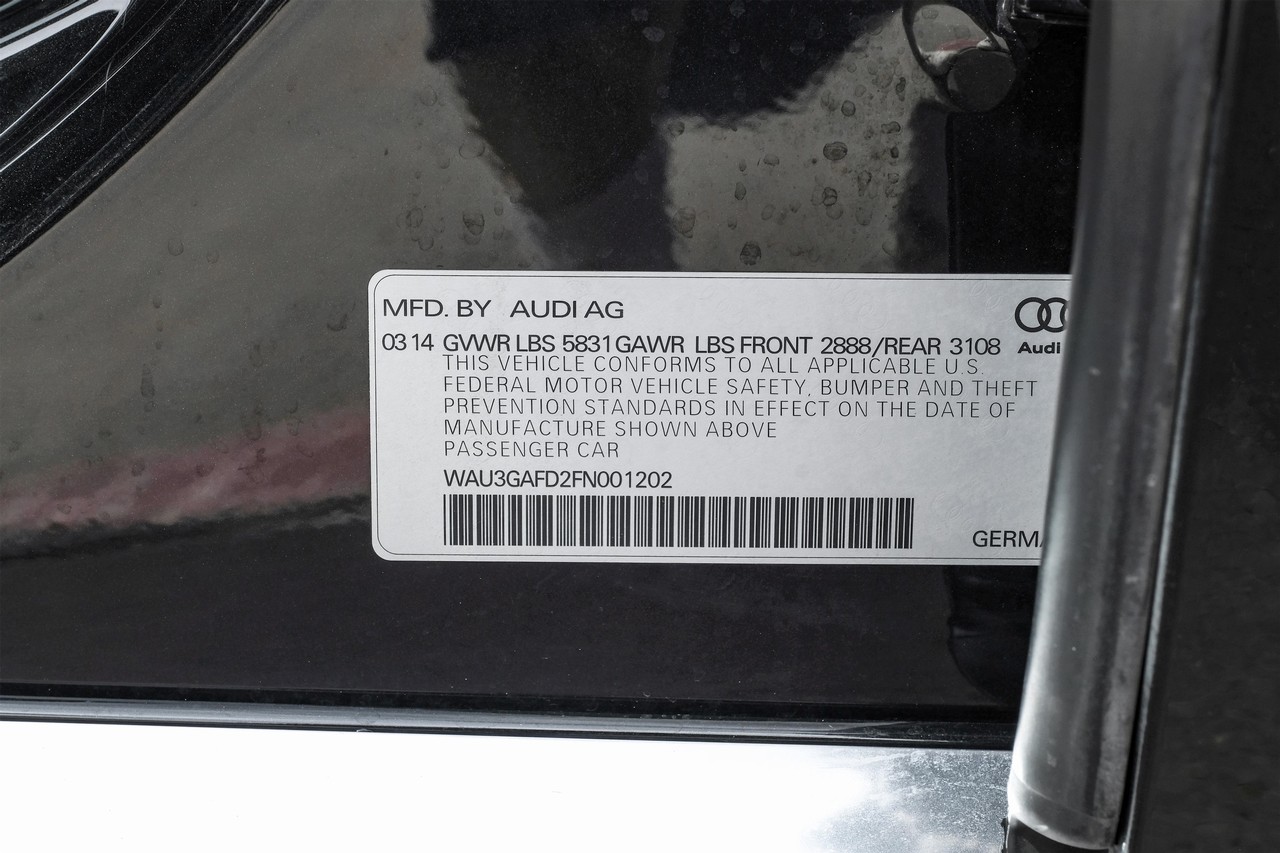 MFD. BY AUDI AG
03 14 GVWR LBS 5831 GAWR LBS FRONT 2888/REAR 3108
Audi
THIS VEHICLE CONFORMS TO ALL APPLICABLE U.S.
FEDERAL MOTOR VEHICLE SAFETY, BUMPER AND THEFT
PREVENTION STANDARDS IN EFFECT ON THE DATE OF
MANUFACTURE SHOWN ABOVE
PASSENGER CAR
WAU3GAFD2FN001202
GERMA